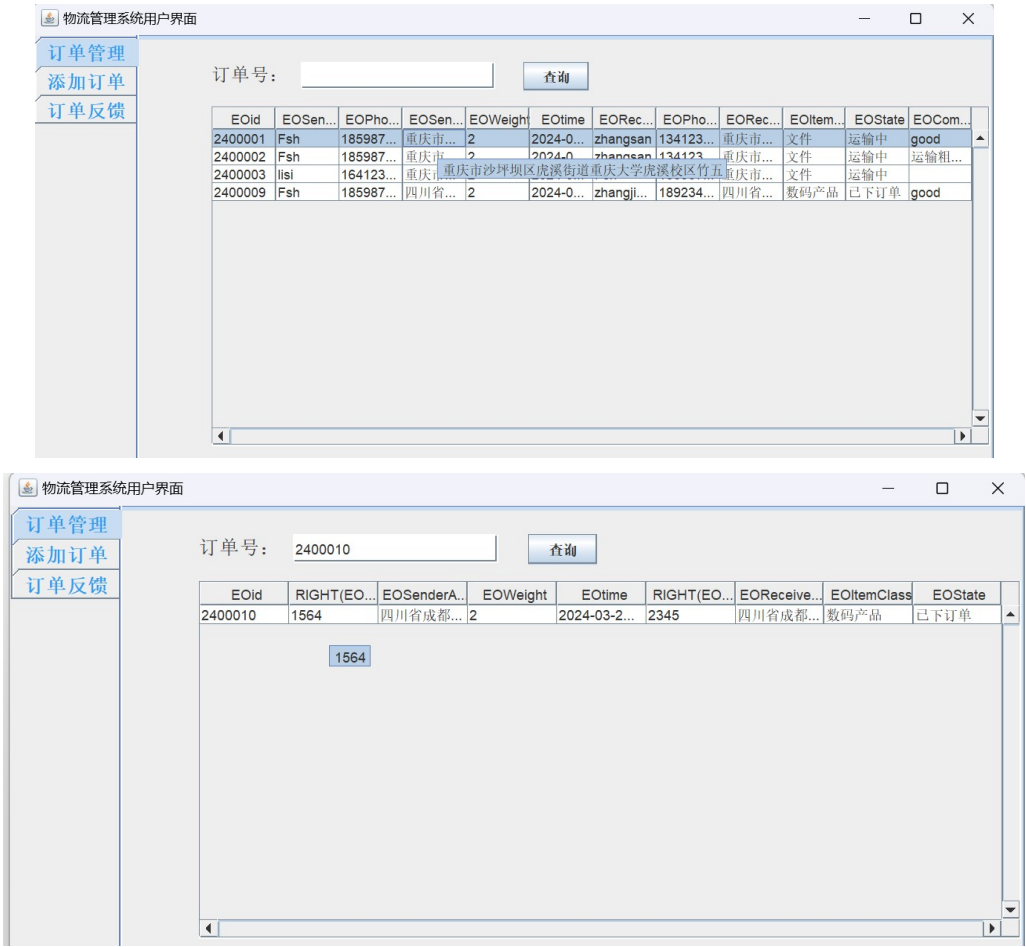 物流管理系统用户界面
订单管理
添加订单
订单反馈
订单号： 查询
EOid EOSen... EOPho... EOSen... EOWeight EOtime EORec... EOPho... EORec... EOItem... EOState EOCom...
2400001 Fsh 185987... 重庆市... 2 2024-0... zhangsan 134123... 重庆市... 文件 运输中 good
2400002 Fsh 185987... 重庆市... 2 2024-0... zhangsan 134123... 重庆市... 文件 运输中 运输粗...
重庆市沙坪坝区虎溪街道重庆大学虎溪校区竹五
2400003 lisi 164123... 重庆市... 文件 运输中
2400009 Fsh 185987... 四川省... 2 2024-0... zhangji... 189234... 四川省... 数码产品 已下订单 good
物流管理系统用户界面
订单管理
添加订单
订单反馈
订单号： 2400010 查询
EOid RIGHT(EO... EOSenderA... EOWeight EOtime RIGHT(EO... EOReceive... EOItemClass EOState
2400010 1564 四川省成都... 2 2024-03-2... 2345 四川省成都... 数码产品 已下订单
1564